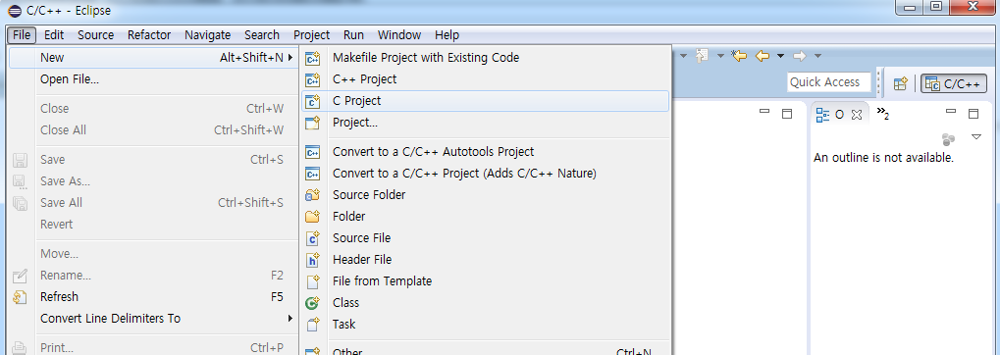 C/C++ - Eclipse
File Edit Source Refactor Navigate Search Project Run Window Help
New Alt+Shift+N
Open File...
Close Ctrl+W
Close All Ctrl+Shift+W
Save Ctrl+S
Save As...
Save All Ctrl+Shift+S
Revert
Move...
Rename... F2
Refresh F5
Convert Line Delimiters To
Print... Ctrl+P
Makefile Project with Existing Code
C++ Project
C Project
Project...
Convert to a C/C++ Autotools Project
Convert to a C/C++ Project (Adds C/C++ Nature)
Source Folder
Folder
Source File
Header File
File from Template
Class
Task
Other... Ctrl+N
Quick Access
C/C++
O
»2
An outline is not available.